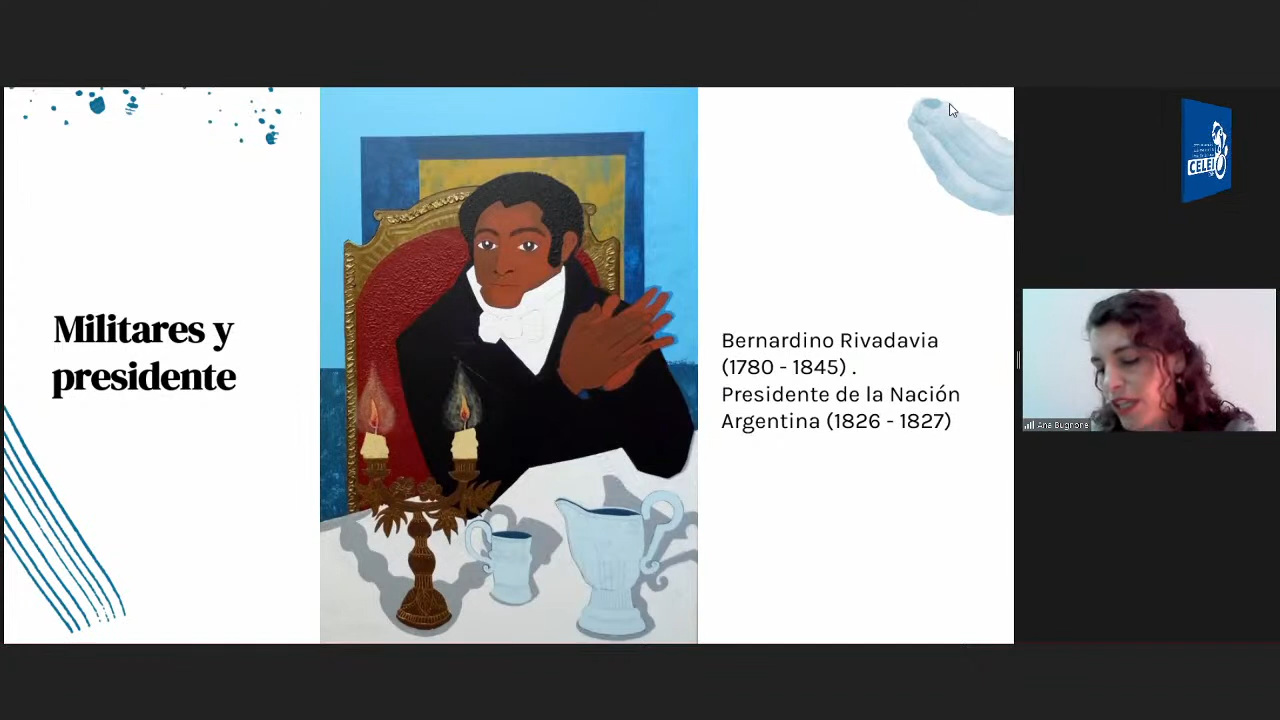 Militares y
presidente
Bernardino Rivadavia
(1780 - 1845) .
Presidente de la Nación
Argentina (1826 - 1827)
CELEI
Ana Bugnone